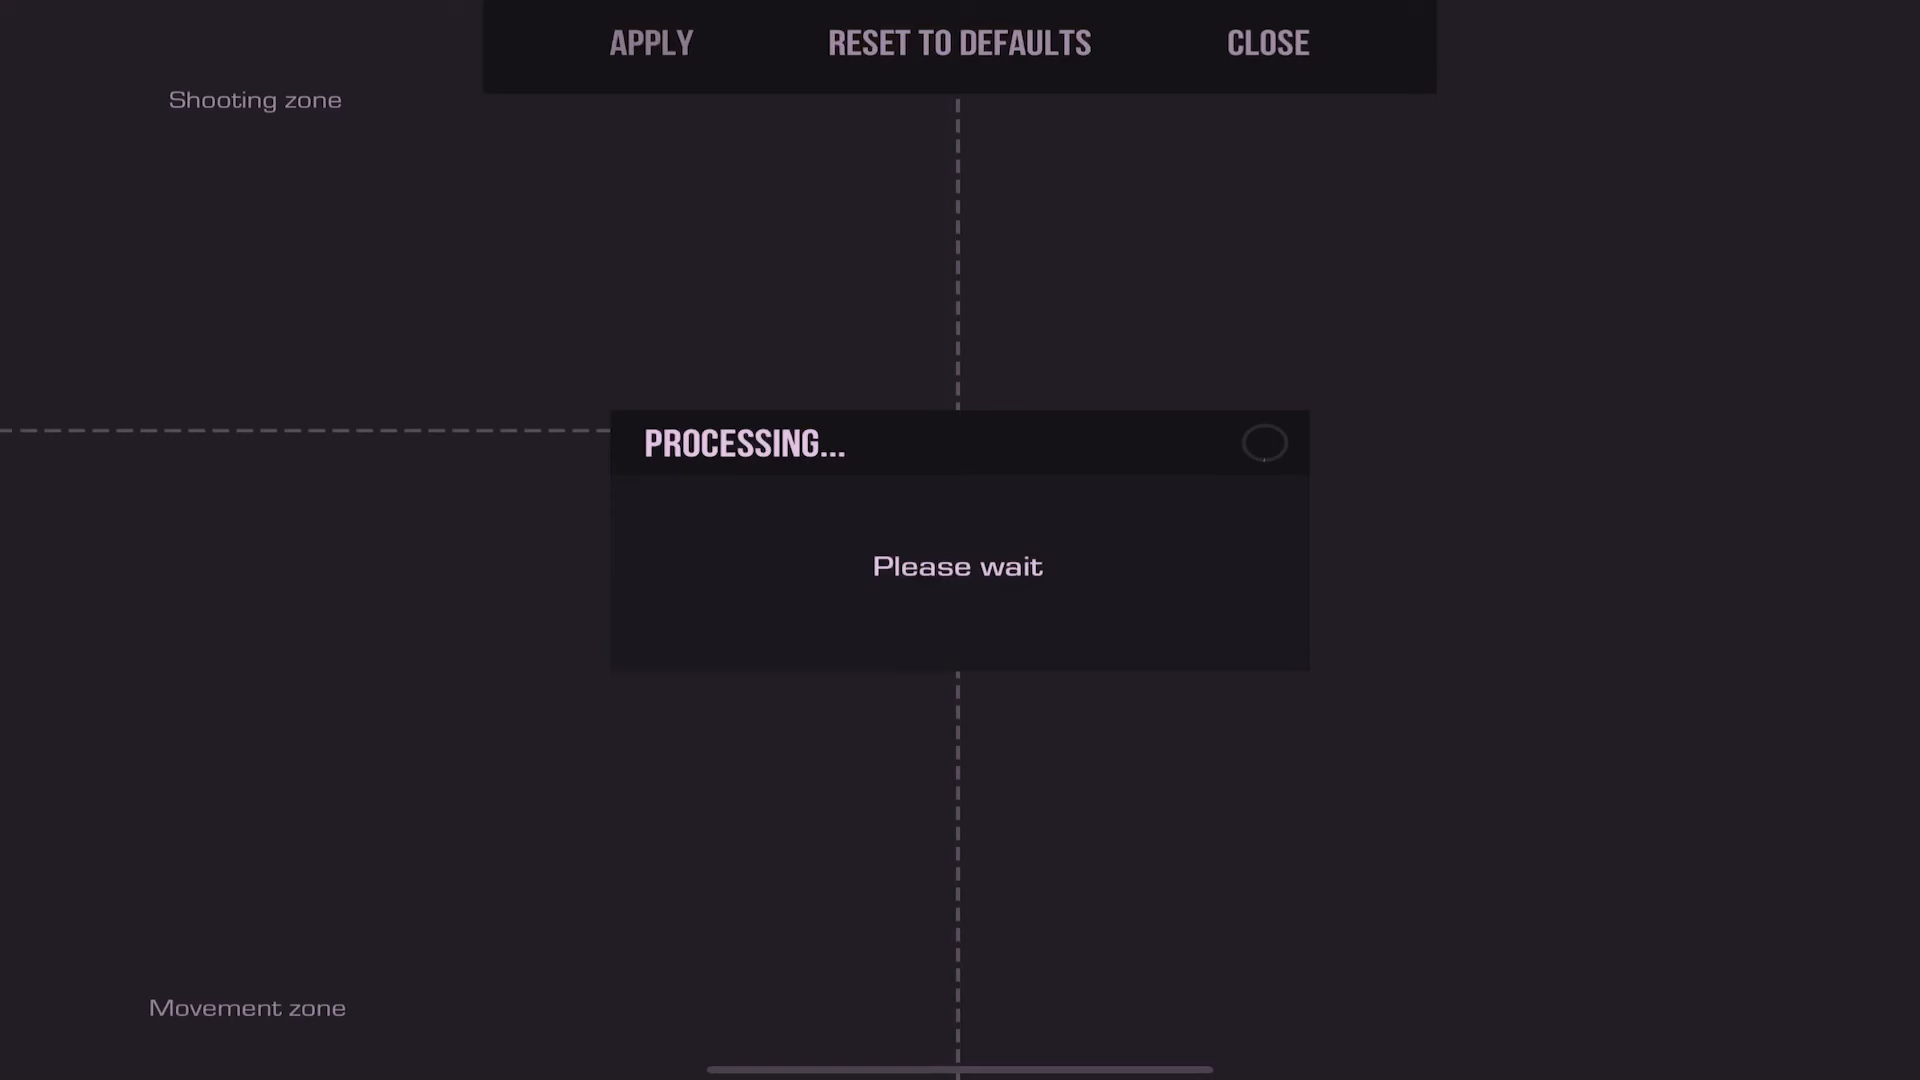 APPLY RESET TO DEFAULTS CLOSE
Shooting zone
PROCESSING...
Please wait
Movement zone